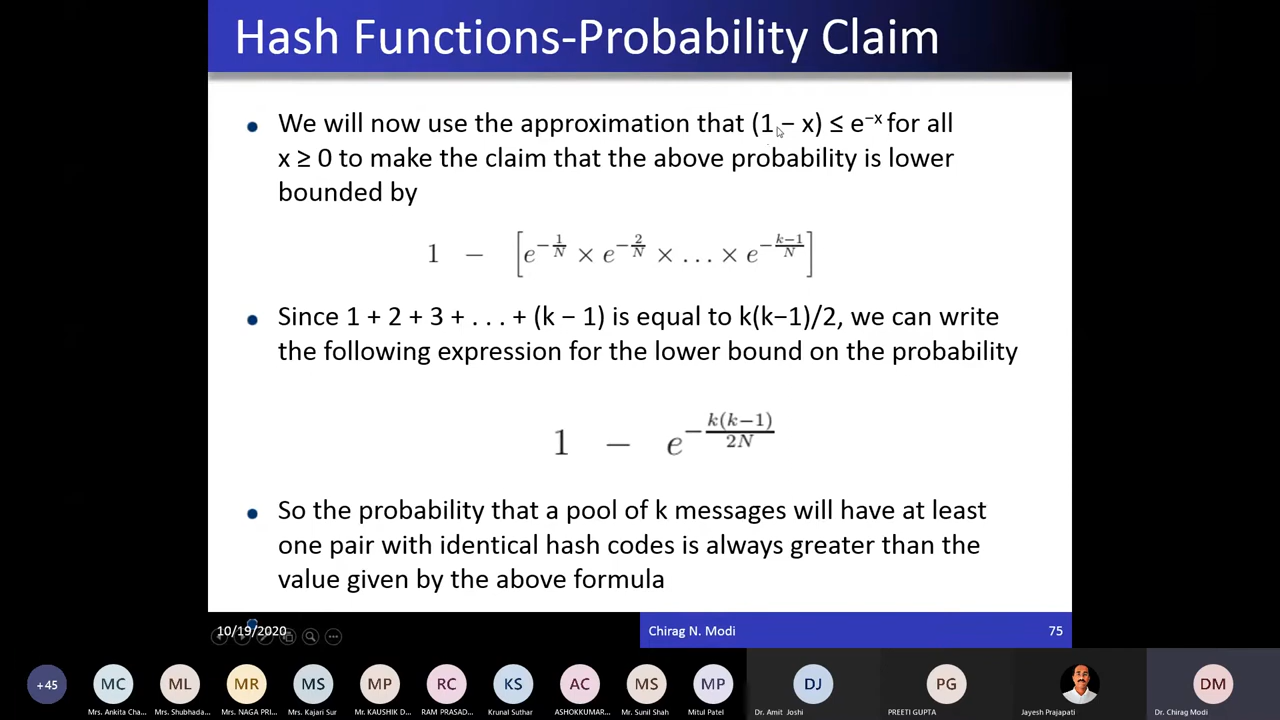 Hash Functions-Probability Claim
We will now use the approximation that (1 − x) ≤ e⁻ˣ for all
x ≥ 0 to make the claim that the above probability is lower
bounded by
1 − [e^{-\frac{1}{N}} × e^{-\frac{2}{N}} × ... × e^{-\frac{k-1}{N}}]
Since 1 + 2 + 3 + . . . + (k − 1) is equal to k(k−1)/2, we can write
the following expression for the lower bound on the probability
1 − e^{-\frac{k(k-1)}{2N}}
So the probability that a pool of k messages will have at least
one pair with identical hash codes is always greater than the
value given by the above formula
10/19/2020
Chirag N. Modi
75
+45
MC
ML
MR
MS
MP
RC
KS
AC
MS
MP
DJ
PG
DM
Mrs. Ankita Cha...
Mrs. Shubhada...
Mrs. NAGA PRI...
Mrs. Kajari Sur
Mr. KAUSHIK D...
RAM PRASAD...
Krunal Suthar
ASHOKKUMAR...
Mr. Sunil Shah
Mitul Patel
Dr. Amit Joshi
PREETI GUPTA
Jayesh Prajapati
Dr. Chirag Modi